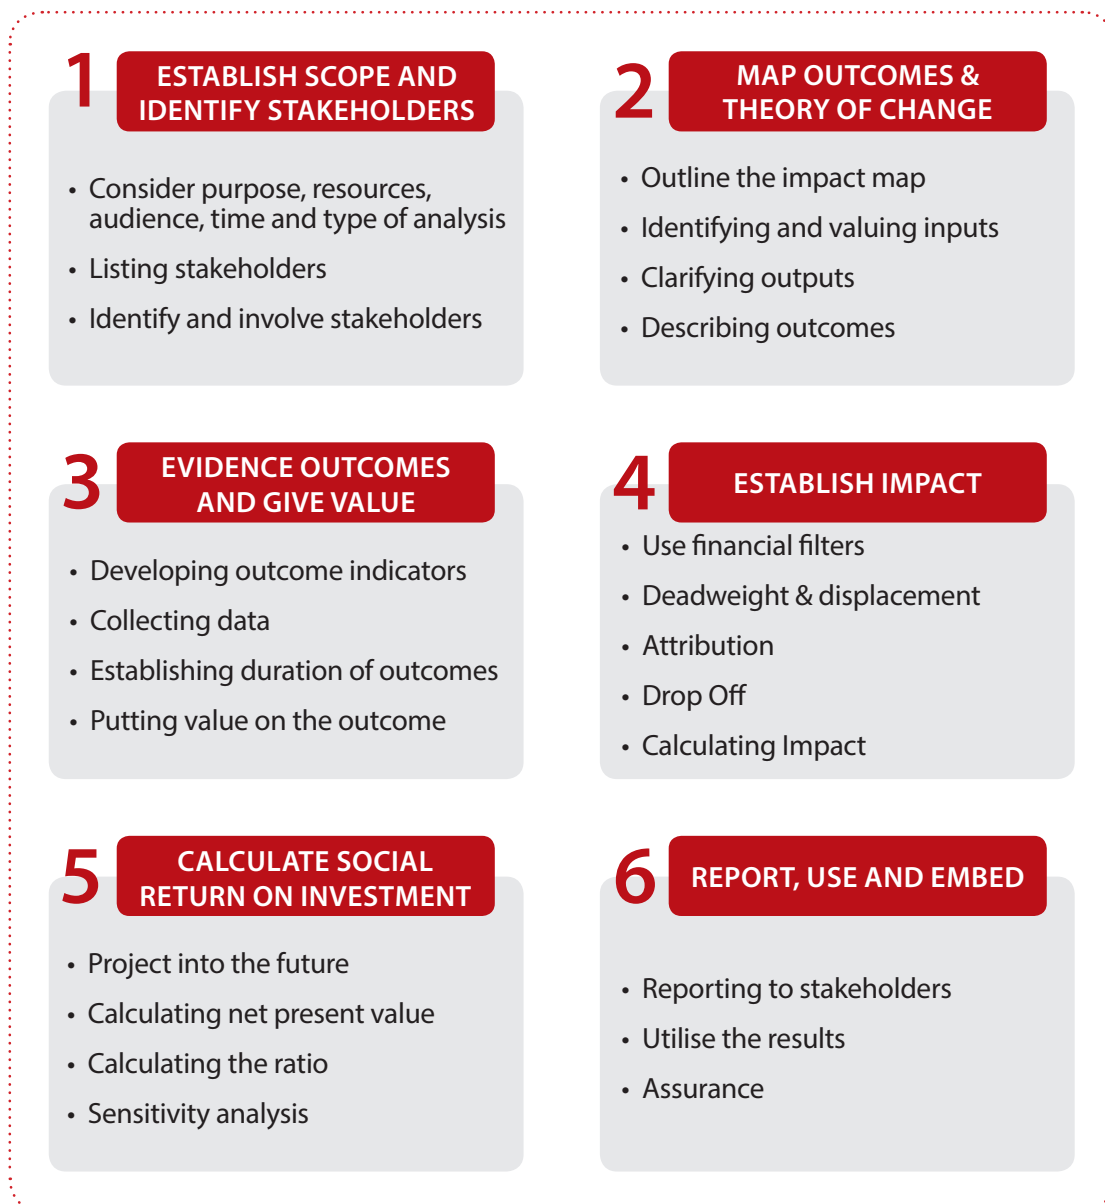 1
ESTABLISH SCOPE AND
IDENTIFY STAKEHOLDERS
• Consider purpose, resources,
audience, time and type of analysis
• Listing stakeholders
• Identify and involve stakeholders
2
MAP OUTCOMES &
THEORY OF CHANGE
• Outline the impact map
• Identifying and valuing inputs
• Clarifying outputs
• Describing outcomes
3
EVIDENCE OUTCOMES
AND GIVE VALUE
• Developing outcome indicators
• Collecting data
• Establishing duration of outcomes
• Putting value on the outcome
4
ESTABLISH IMPACT
• Use financial filters
• Deadweight & displacement
• Attribution
• Drop Off
• Calculating Impact
5
CALCULATE SOCIAL
RETURN ON INVESTMENT
• Project into the future
• Calculating net present value
• Calculating the ratio
• Sensitivity analysis
6
REPORT, USE AND EMBED
• Reporting to stakeholders
• Utilise the results
• Assurance